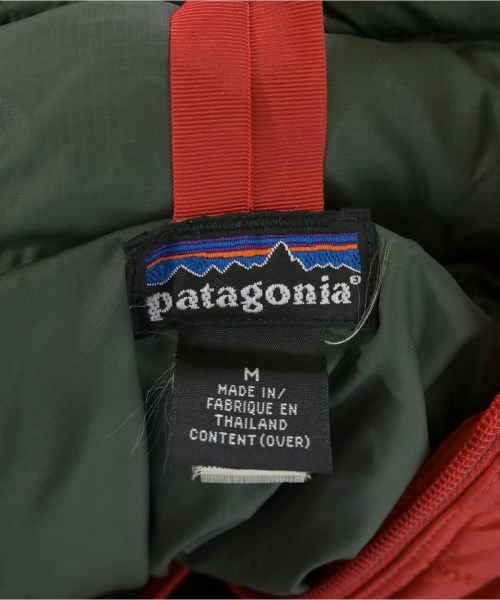 patagonia®
M
MADE IN/
FABRIQUE EN
THAILAND
CONTENT (OVER)